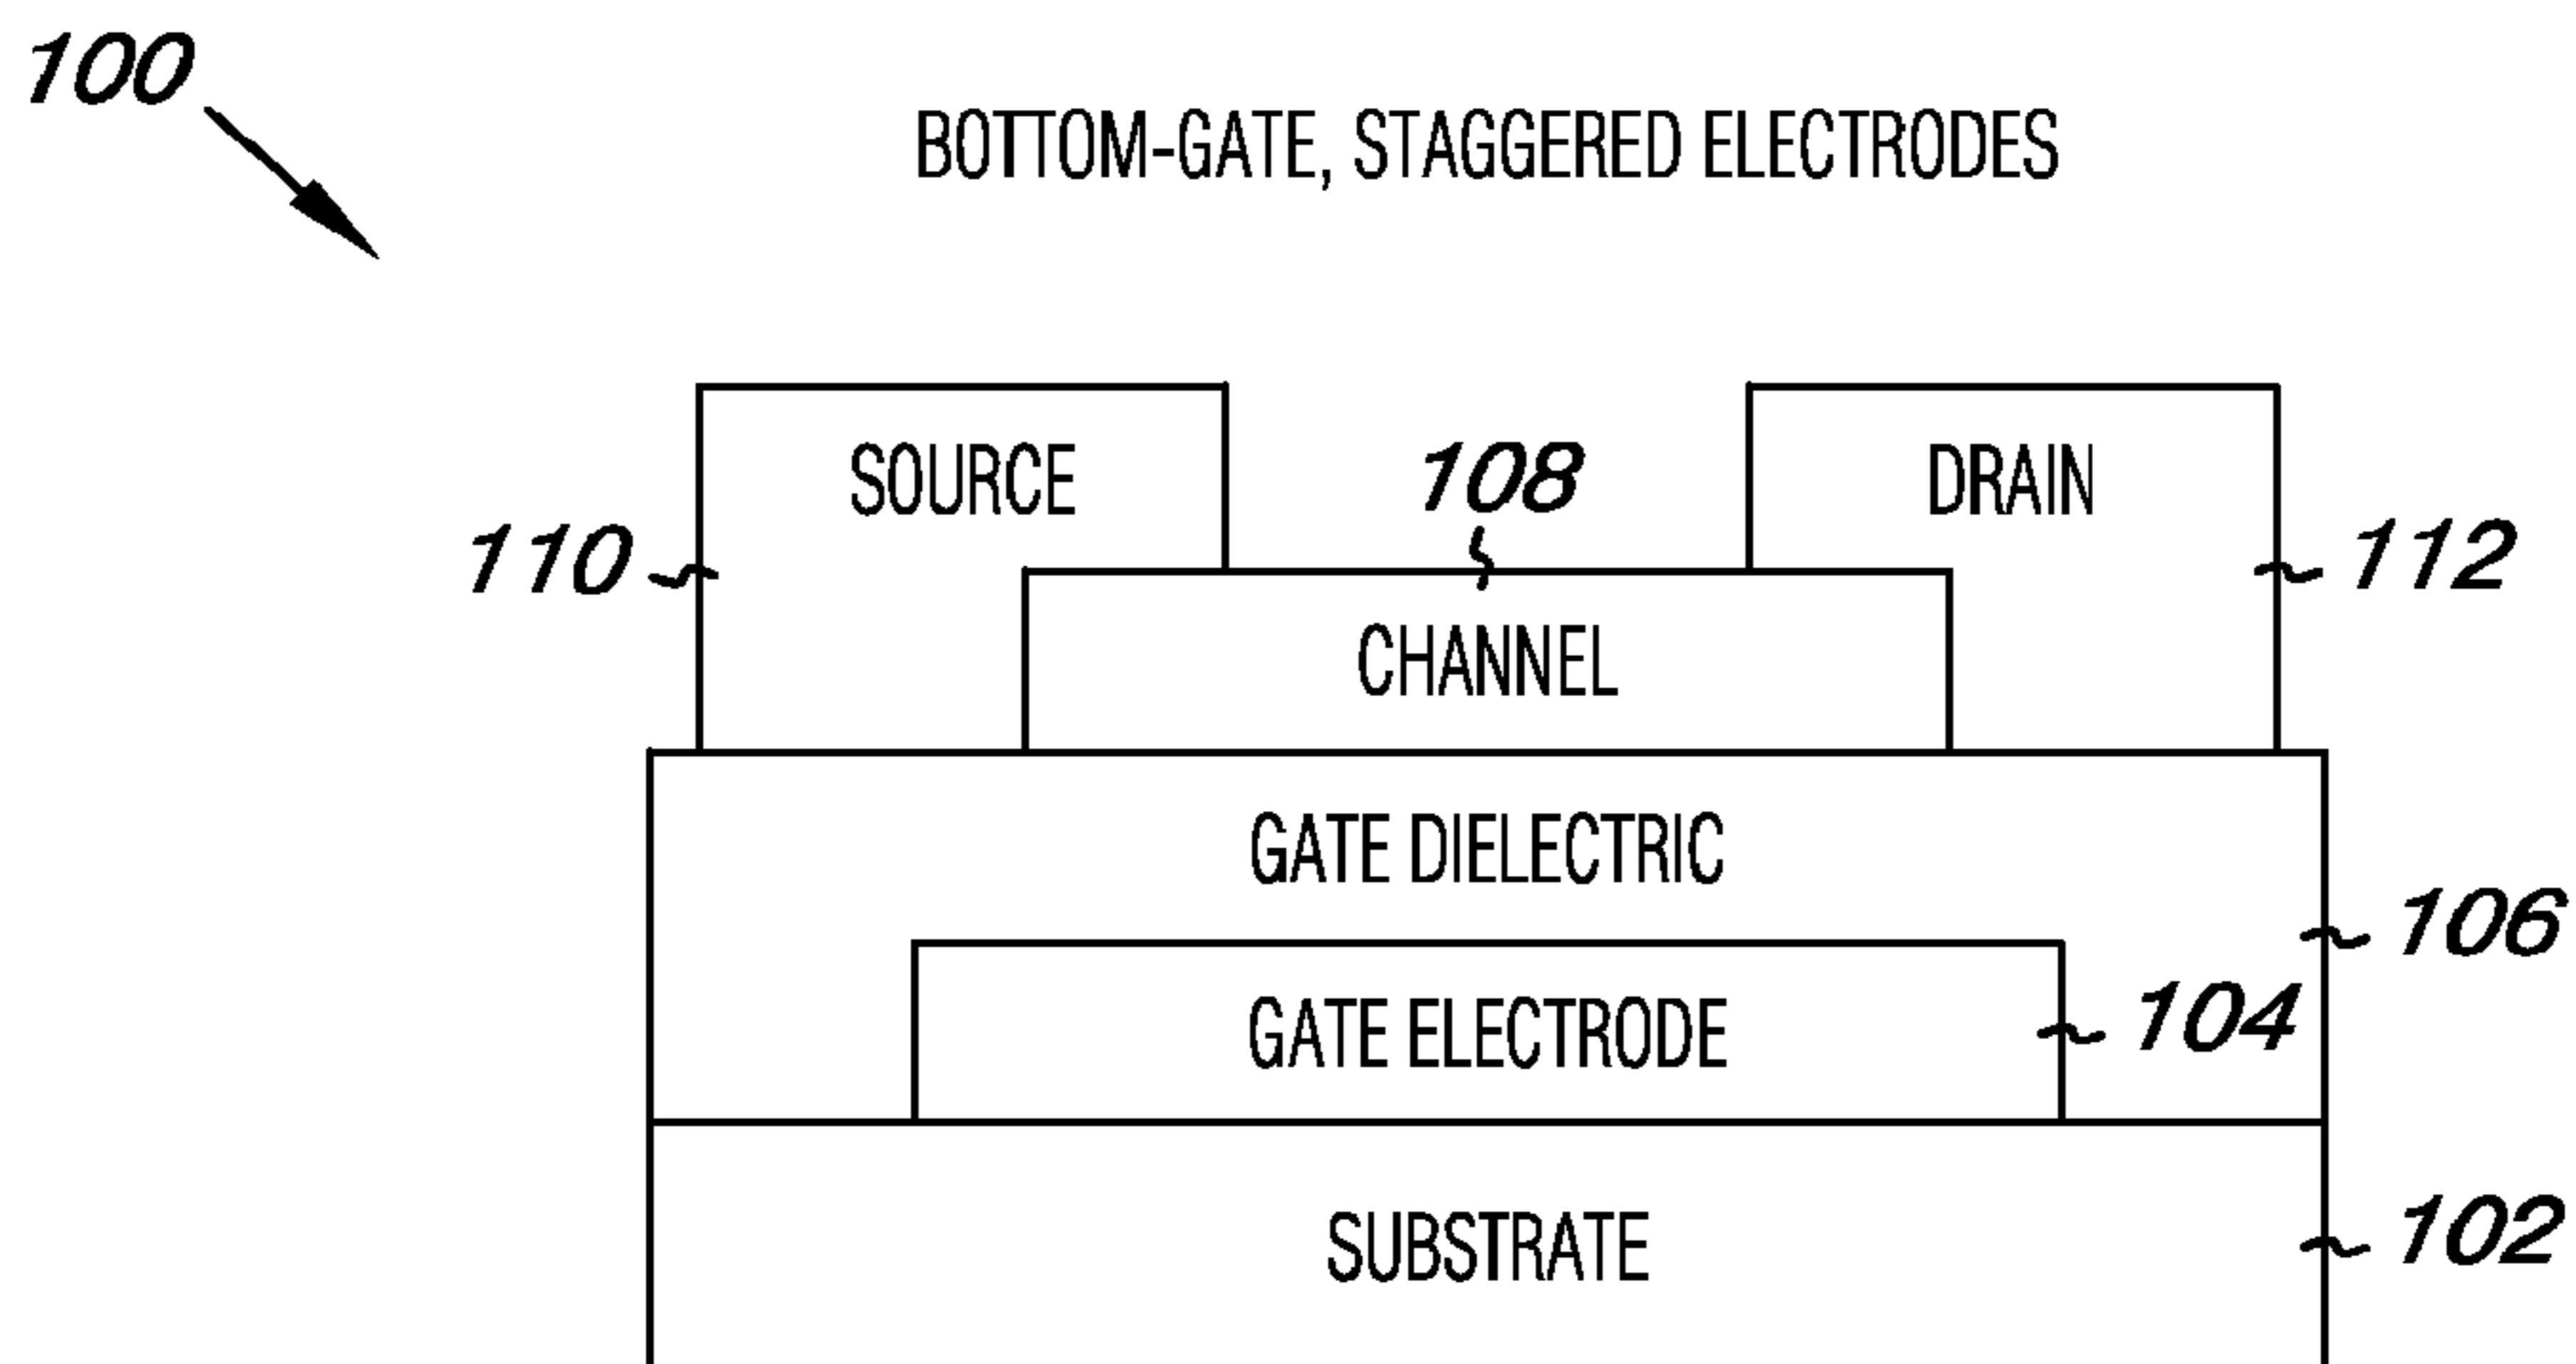 100
BOTTOM-GATE, STAGGERED ELECTRODES
SOURCE
108
DRAIN
110
112
CHANNEL
GATE DIELECTRIC
106
GATE ELECTRODE
104
SUBSTRATE
102